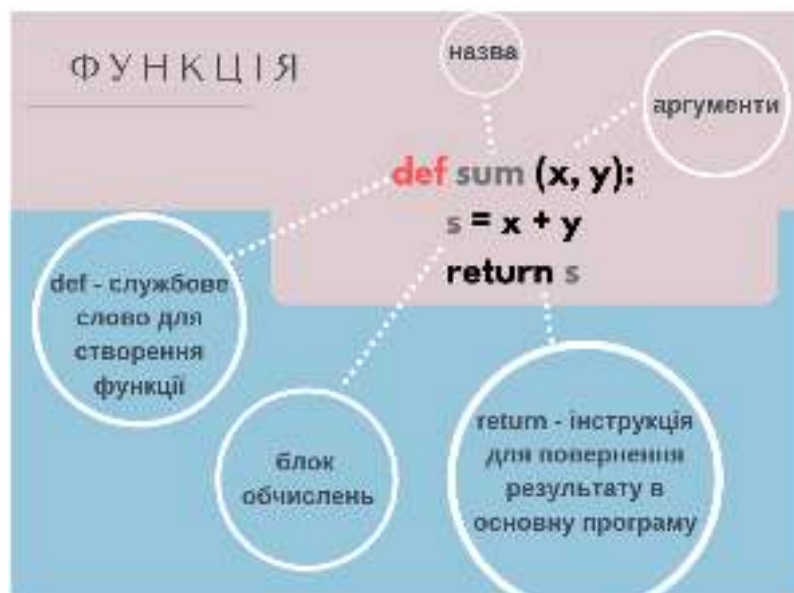 ФУНКЦІЯ
назва
аргументи
def sum (x, y):
s = x + y
return s
def - службове
слово для
створення
функції
блок
обчислень
return - інструкція
для повернення
результату в
основну програму